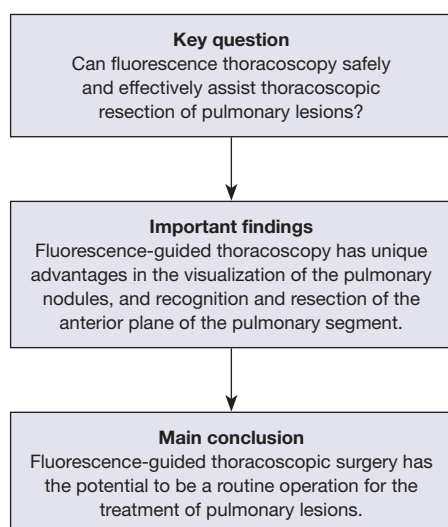 Key question
Can fluorescence thoracoscopy safely
and effectively assist thoracoscopic
resection of pulmonary lesions?
Important findings
Fluorescence-guided thoracoscopy has unique
advantages in the visualization of the pulmonary
nodules, and recognition and resection of the
anterior plane of the pulmonary segment.
Main conclusion
Fluorescence-guided thoracoscopic surgery has
the potential to be a routine operation for the
treatment of pulmonary lesions.